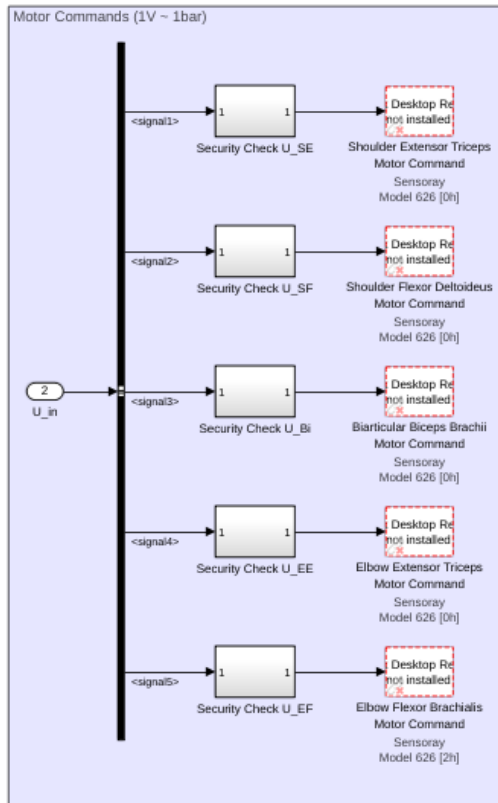 Motor Commands (1V ~ 1bar)
<signal1>
1 1
Security Check U_SE
Desktop Re
not installed
Shoulder Extensor Triceps
Motor Command
Sensoray
Model 626 [0h]
<signal2>
1 1
Security Check U_SF
Desktop Re
not installed
Shoulder Flexor Deltoideus
Motor Command
Sensoray
Model 626 [0h]
2
U_in
<signal3>
1 1
Security Check U_Bi
Desktop Re
not installed
Biarticular Biceps Brachii
Motor Command
Sensoray
Model 626 [0h]
<signal4>
1 1
Security Check U_EE
Desktop Re
not installed
Elbow Extensor Triceps
Motor Command
Sensoray
Model 626 [0h]
<signal5>
1 1
Security Check U_EF
Desktop Re
not installed
Elbow Flexor Brachialis
Motor Command
Sensoray
Model 626 [2h]